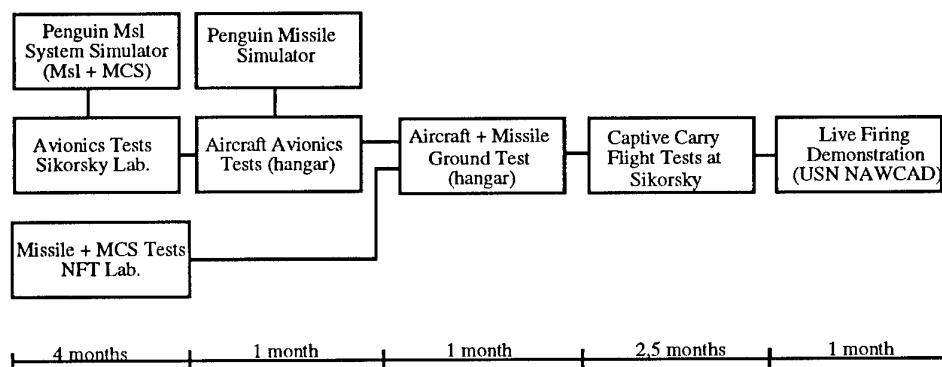 Penguin Msl
System Simulator
(Msl + MCS)
Penguin Missile
Simulator
Avionics Tests
Sikorsky Lab.
Aircraft Avionics
Tests (hangar)
Aircraft + Missile
Ground Test
(hangar)
Captive Carry
Flight Tests at
Sikorsky
Live Firing
Demonstration
(USN NAWCAD)
Missile + MCS Tests
NFT Lab.
4 months
1 month
1 month
2,5 months
1 month